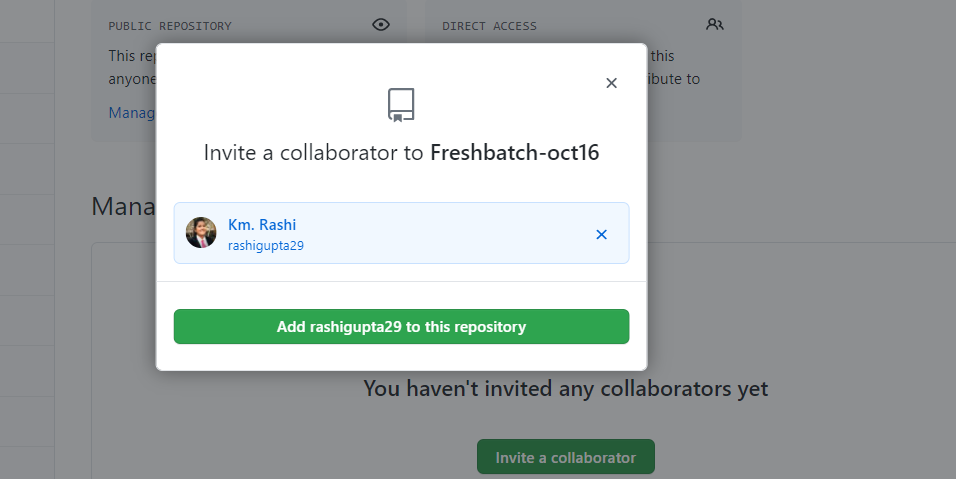 PUBLIC REPOSITORY
DIRECT ACCESS
This re
this
anyone
ibute to
Manag
Invite a collaborator to Freshbatch-oct16
Mana
Km. Rashi
rashigupta29
Add rashigupta29 to this repository
You haven't invited any collaborators yet
Invite a collaborator